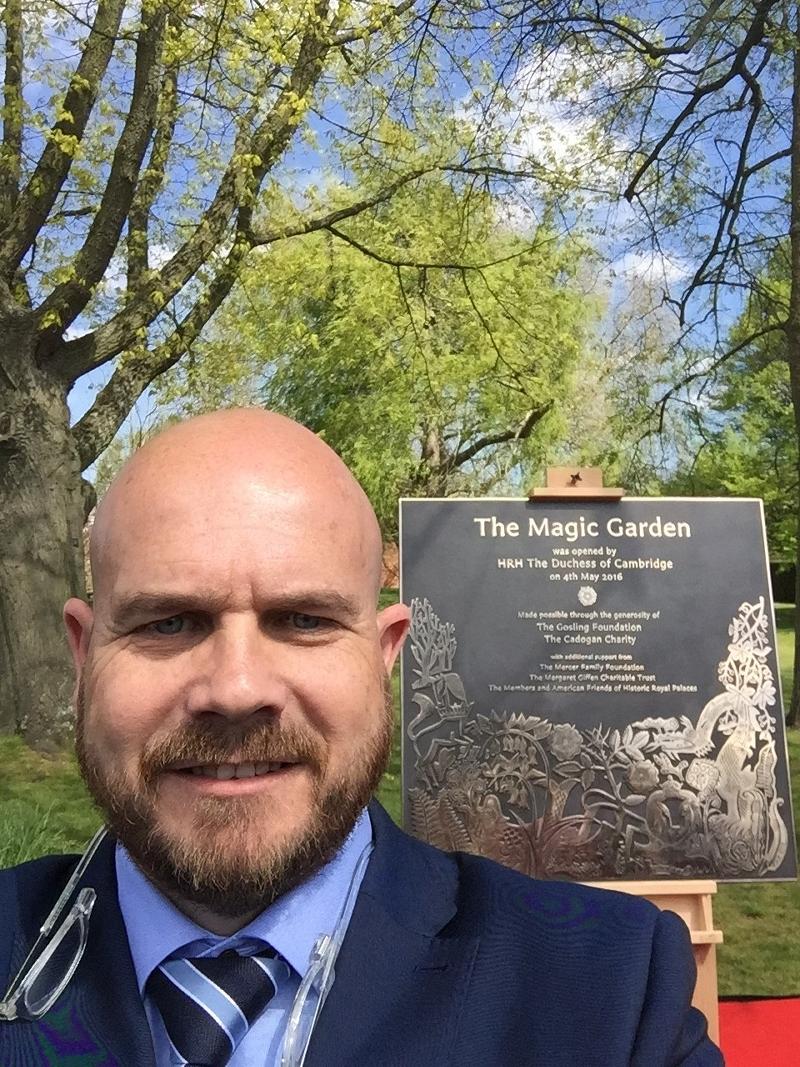 The Magic Garden
was opened by
HRH The Duchess of Cambridge
on 4th May 2016
Made possible through the generosity of
The Gosling Foundation
The Cadogan Charity
with additional support from
The Mercer Family Foundation
The Margaret Giffen Charitable Trust
The Members and American Friends of Historic Royal Palaces